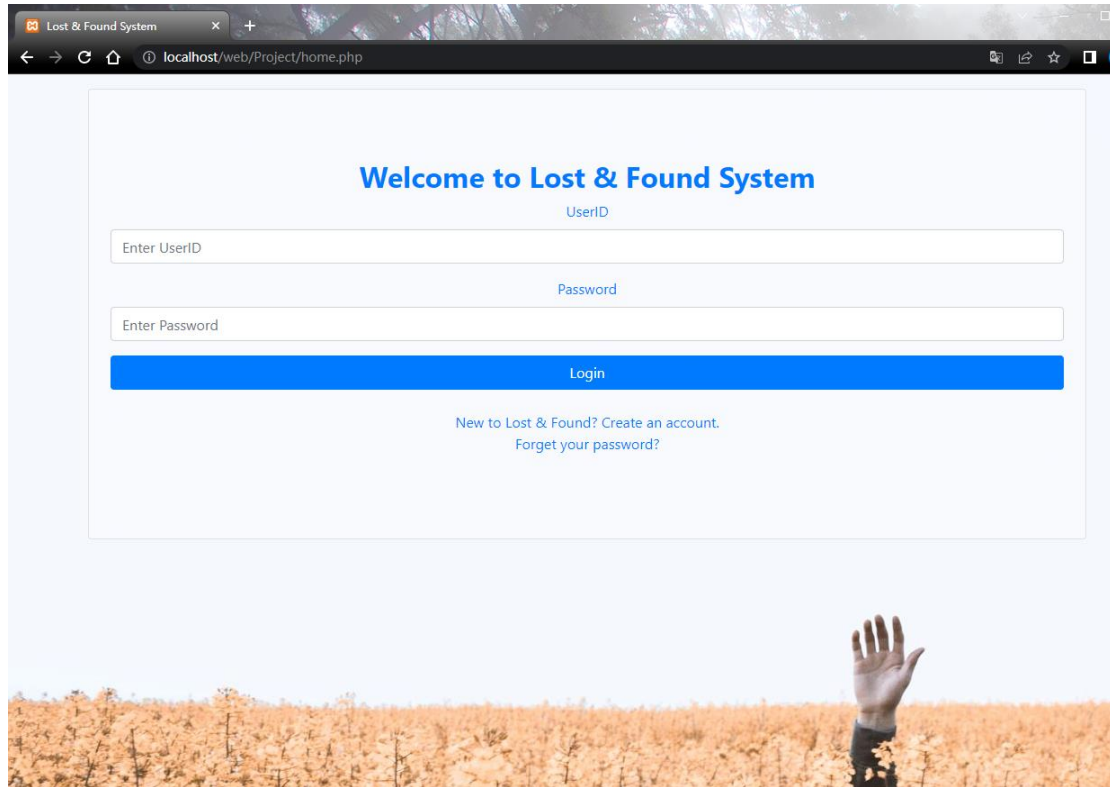 Lost & Found System
localhost/web/Project/home.php
Welcome to Lost & Found System
UserID
Enter UserID
Password
Enter Password
Login
New to Lost & Found? Create an account.
Forget your password?